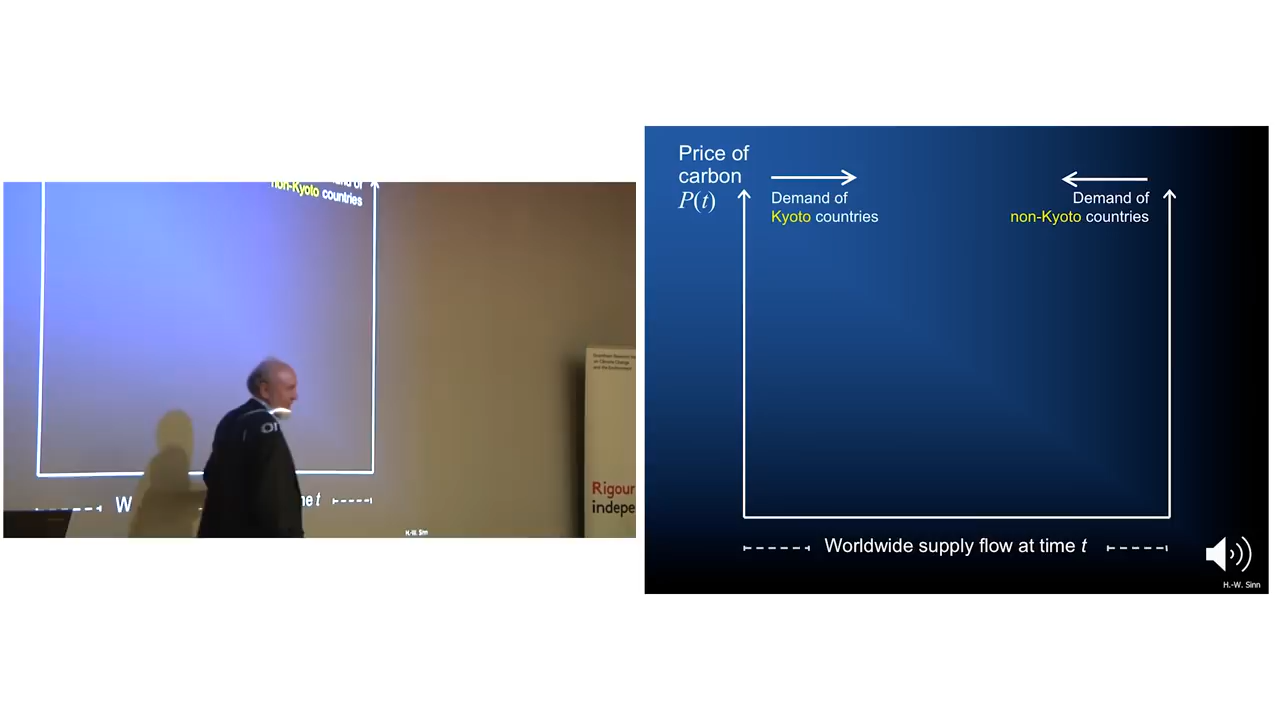 non-Kyoto countries
H.-W. Sinn
Rigour
indepe
Price of
carbon
P(t)
Demand of
Kyoto countries
Demand of
non-Kyoto countries
Worldwide supply flow at time t
H.-W. Sinn